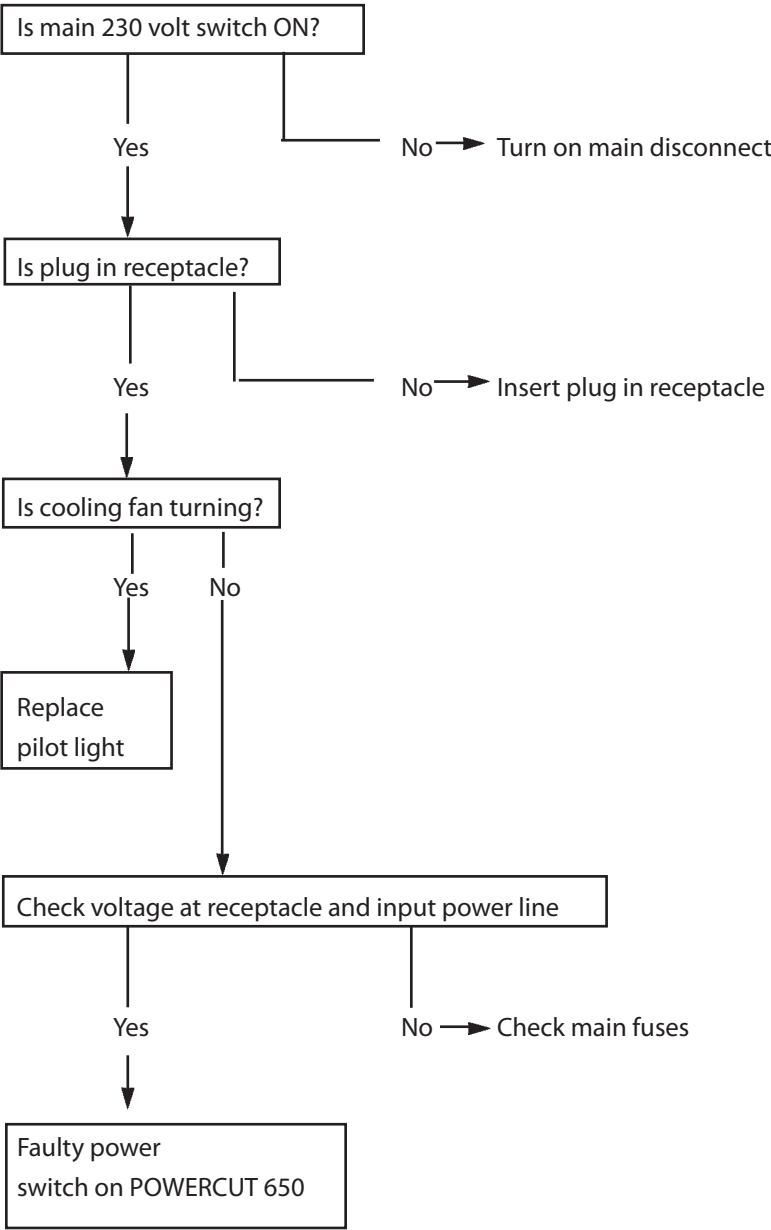 Is main 230 volt switch ON?
Yes
No
Turn on main disconnect
Is plug in receptacle?
Yes
No
Insert plug in receptacle
Is cooling fan turning?
Yes
No
Replace
pilot light
Check voltage at receptacle and input power line
Yes
No
Check main fuses
Faulty power
switch on POWERCUT 650